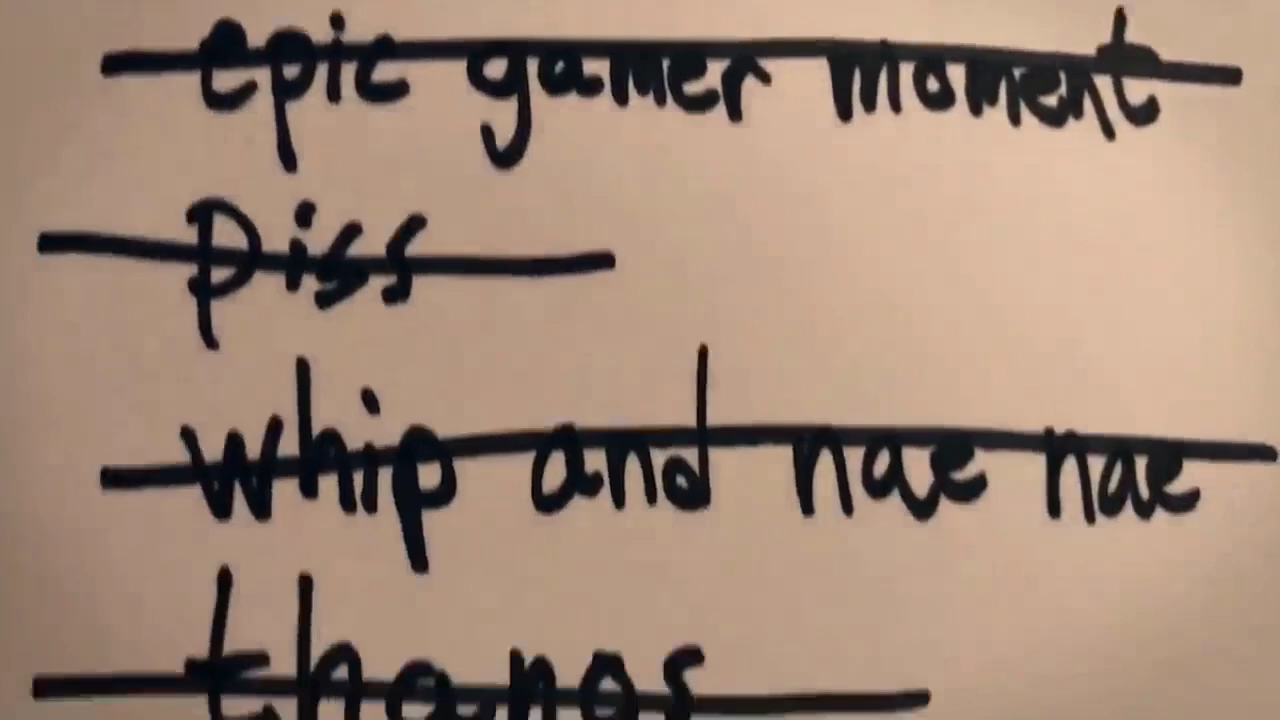 epic gamer moment
piss
whip and nae nae
thanos